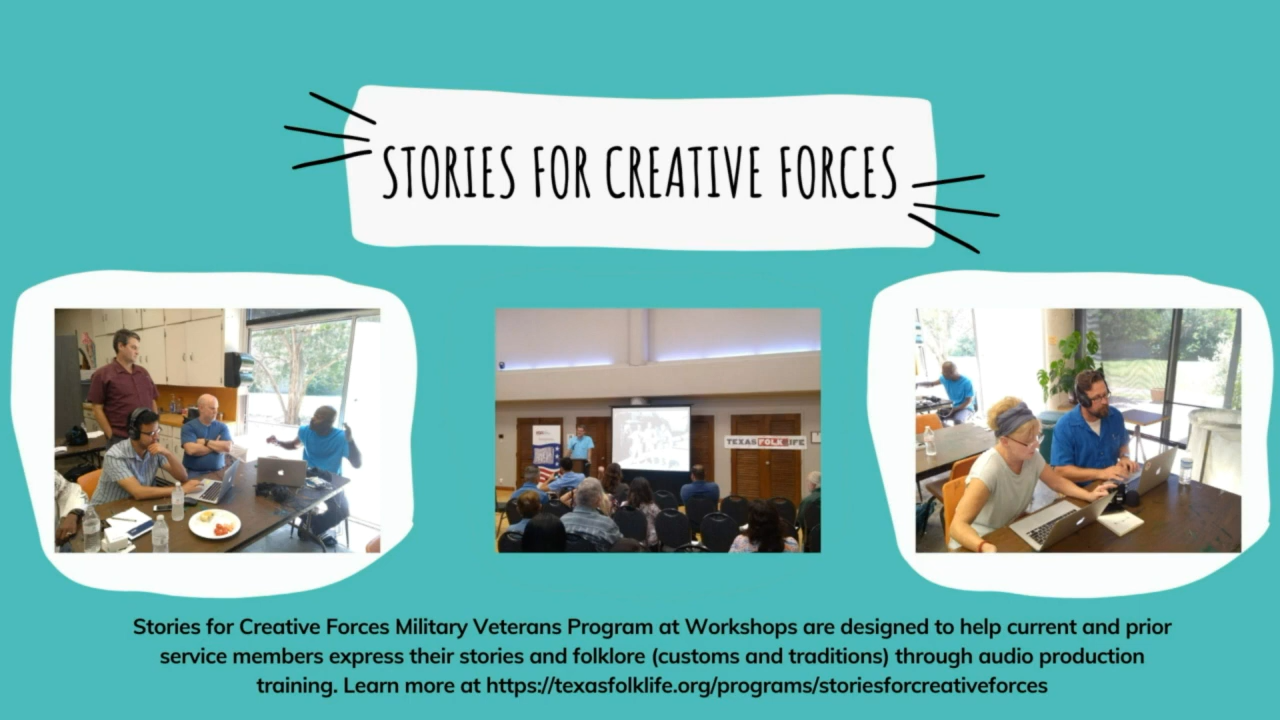 STORIES FOR CREATIVE FORCES
TEXAS FOLKLIFE
Stories for Creative Forces Military Veterans Program at Workshops are designed to help current and prior
service members express their stories and folklore (customs and traditions) through audio production
training. Learn more at https://texasfolklife.org/programs/storiesforcreativeforces